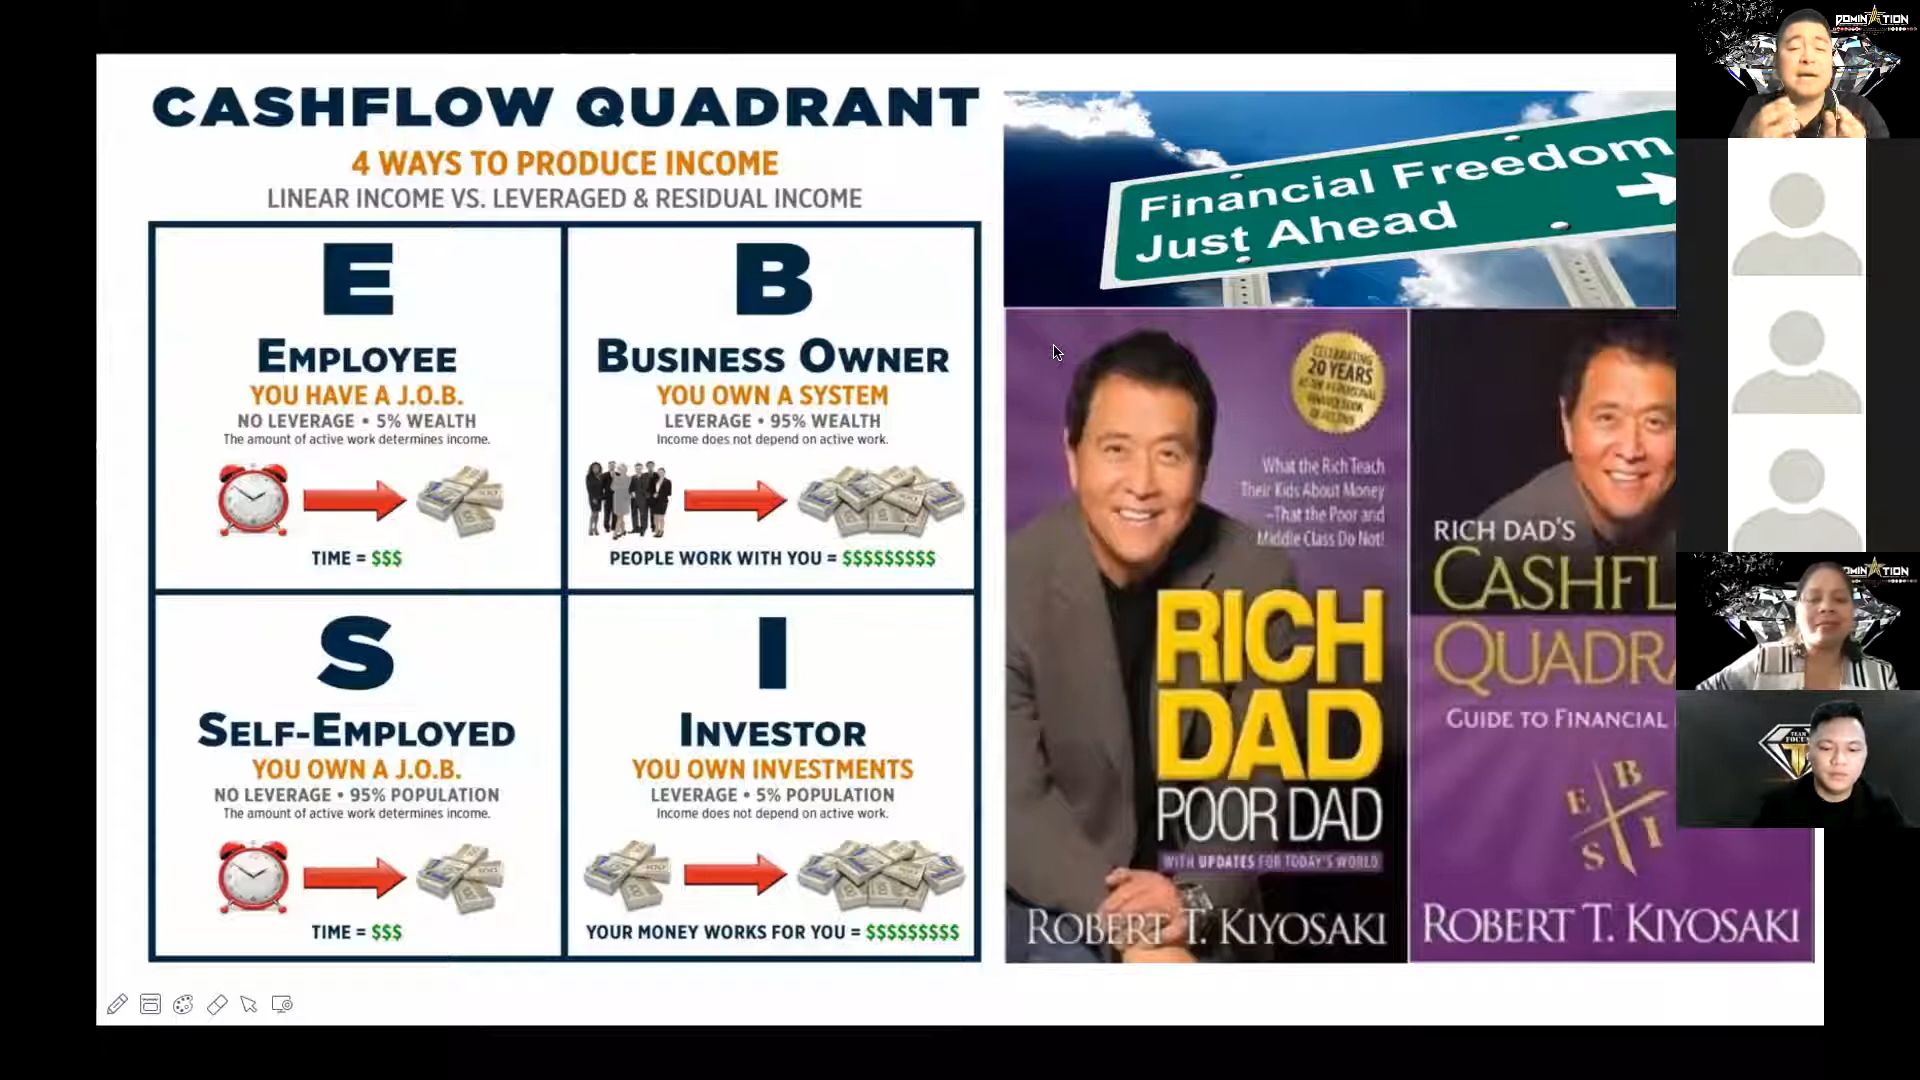 CASHFLOW QUADRANT
4 WAYS TO PRODUCE INCOME
LINEAR INCOME VS. LEVERAGED & RESIDUAL INCOME
E
EMPLOYEE
YOU HAVE A J.O.B.
NO LEVERAGE • 5% WEALTH
The amount of active work determines income.
TIME = $$$
B
BUSINESS OWNER
YOU OWN A SYSTEM
LEVERAGE • 95% WEALTH
Income does not depend on active work.
PEOPLE WORK WITH YOU = $$$$$$$$$
S
SELF-EMPLOYED
YOU OWN A J.O.B.
NO LEVERAGE • 95% POPULATION
The amount of active work determines income.
TIME = $$$
I
INVESTOR
YOU OWN INVESTMENTS
LEVERAGE • 5% POPULATION
Income does not depend on active work.
YOUR MONEY WORKS FOR YOU = $$$$$$$$$
Financial Freedom
Just Ahead
CELEBRATING
20 YEARS
What the Rich Teach
Their Kids About Money
–That the Poor and
Middle Class Do Not!
RICH
DAD
POOR DAD
WITH UPDATES FOR TODAY'S WORLD
ROBERT T. KIYOSAKI
RICH DAD'S
CASHFL
QUADRA
GUIDE TO FINANCIAL
B
E
I
S
ROBERT T. KIYOSAKI
DOMINATION
TEAM
FOCUS